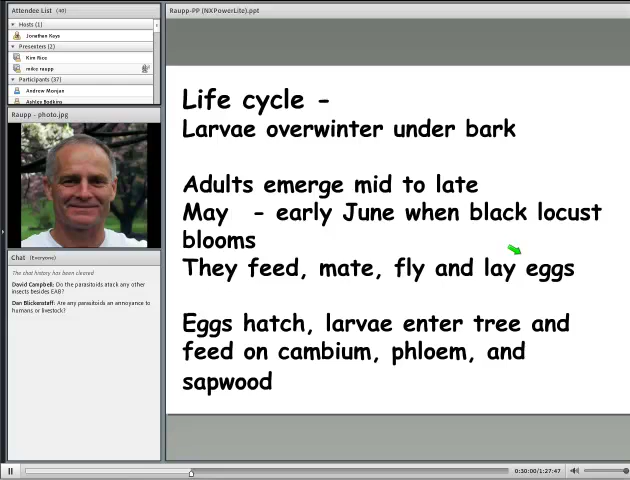 Attendee List (40)
Hosts (1)
Jonathan Kays
Presenters (2)
Kim Rice
mike raupp
Participants (37)
Andrew Monjan
Ashley Bodkins
Raupp - photo.jpg
Chat (Everyone)
The chat history has been cleared
David Campbell: Do the parasitoids attack any other
insects besides EAB?
Dan Blickenstaff: Are any parasitoids an annoyance to
humans or livestock?
Raupp-PP (NXPowerLite).ppt
Life cycle -
Larvae overwinter under bark
Adults emerge mid to late
May - early June when black locust
blooms
They feed, mate, fly and lay eggs
Eggs hatch, larvae enter tree and
feed on cambium, phloem, and
sapwood
0:30:00/1:27:47